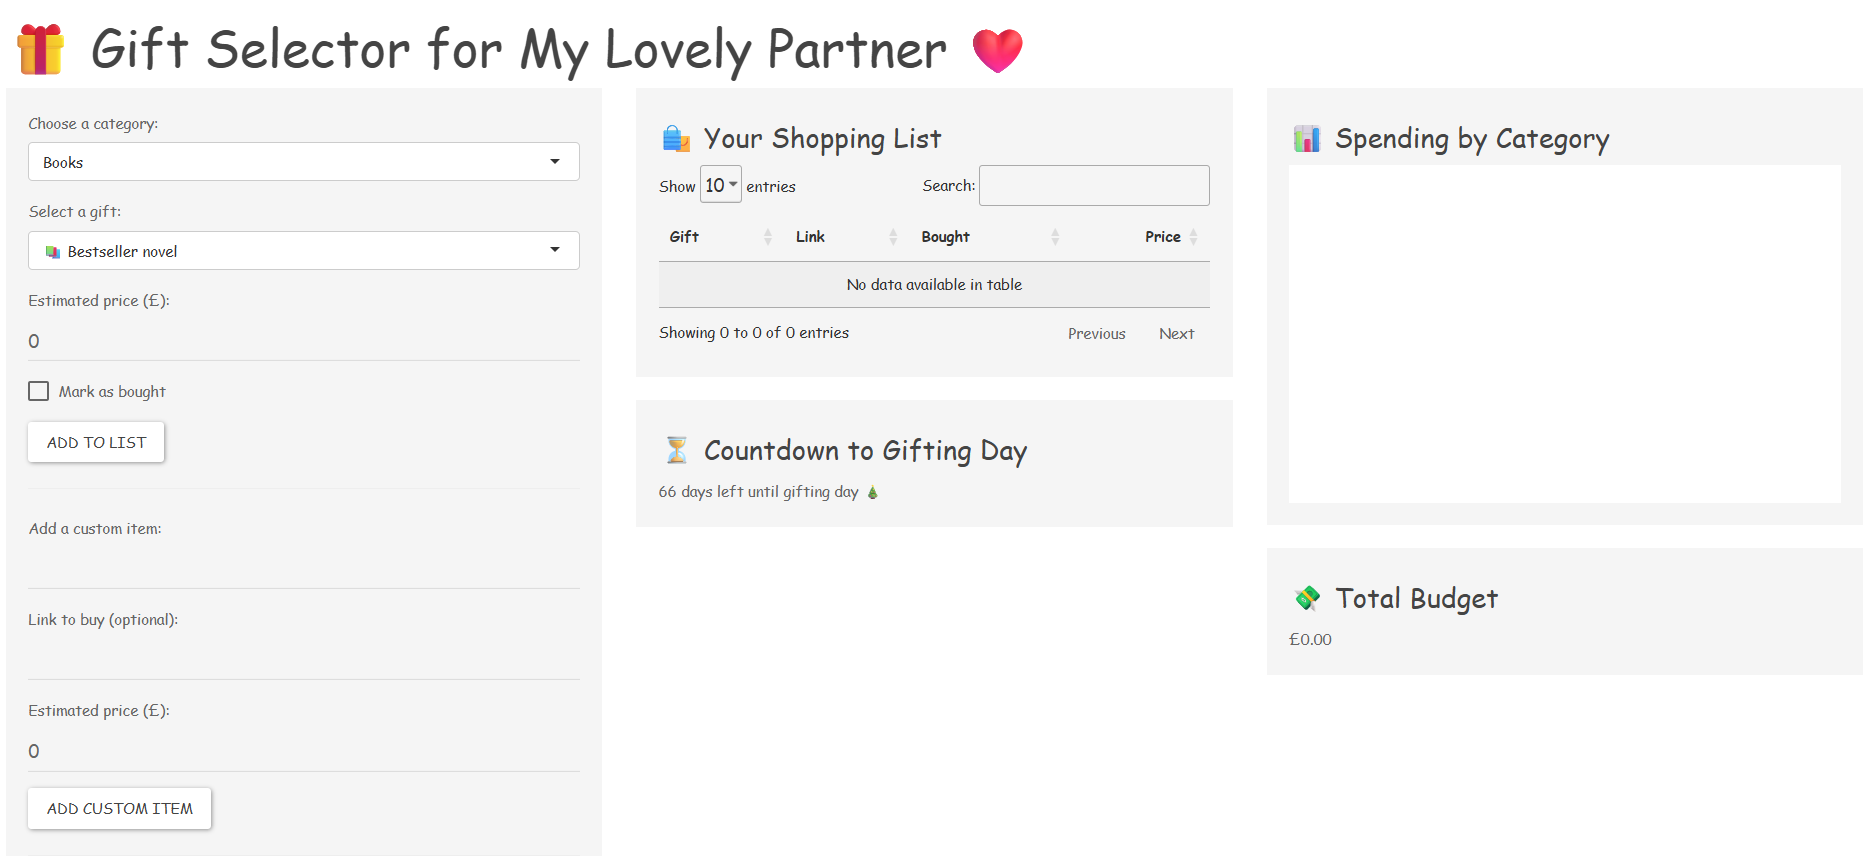 Gift Selector for My Lovely Partner
Choose a category:
Books
Select a gift:
Bestseller novel
Estimated price (£):
0
Mark as bought
ADD TO LIST
Add a custom item:
Link to buy (optional):
Estimated price (£):
0
ADD CUSTOM ITEM
Your Shopping List
Show 10 entries Search:
Gift Link Bought Price
No data available in table
Showing 0 to 0 of 0 entries Previous Next
Countdown to Gifting Day
66 days left until gifting day
Spending by Category
Total Budget
£0.00